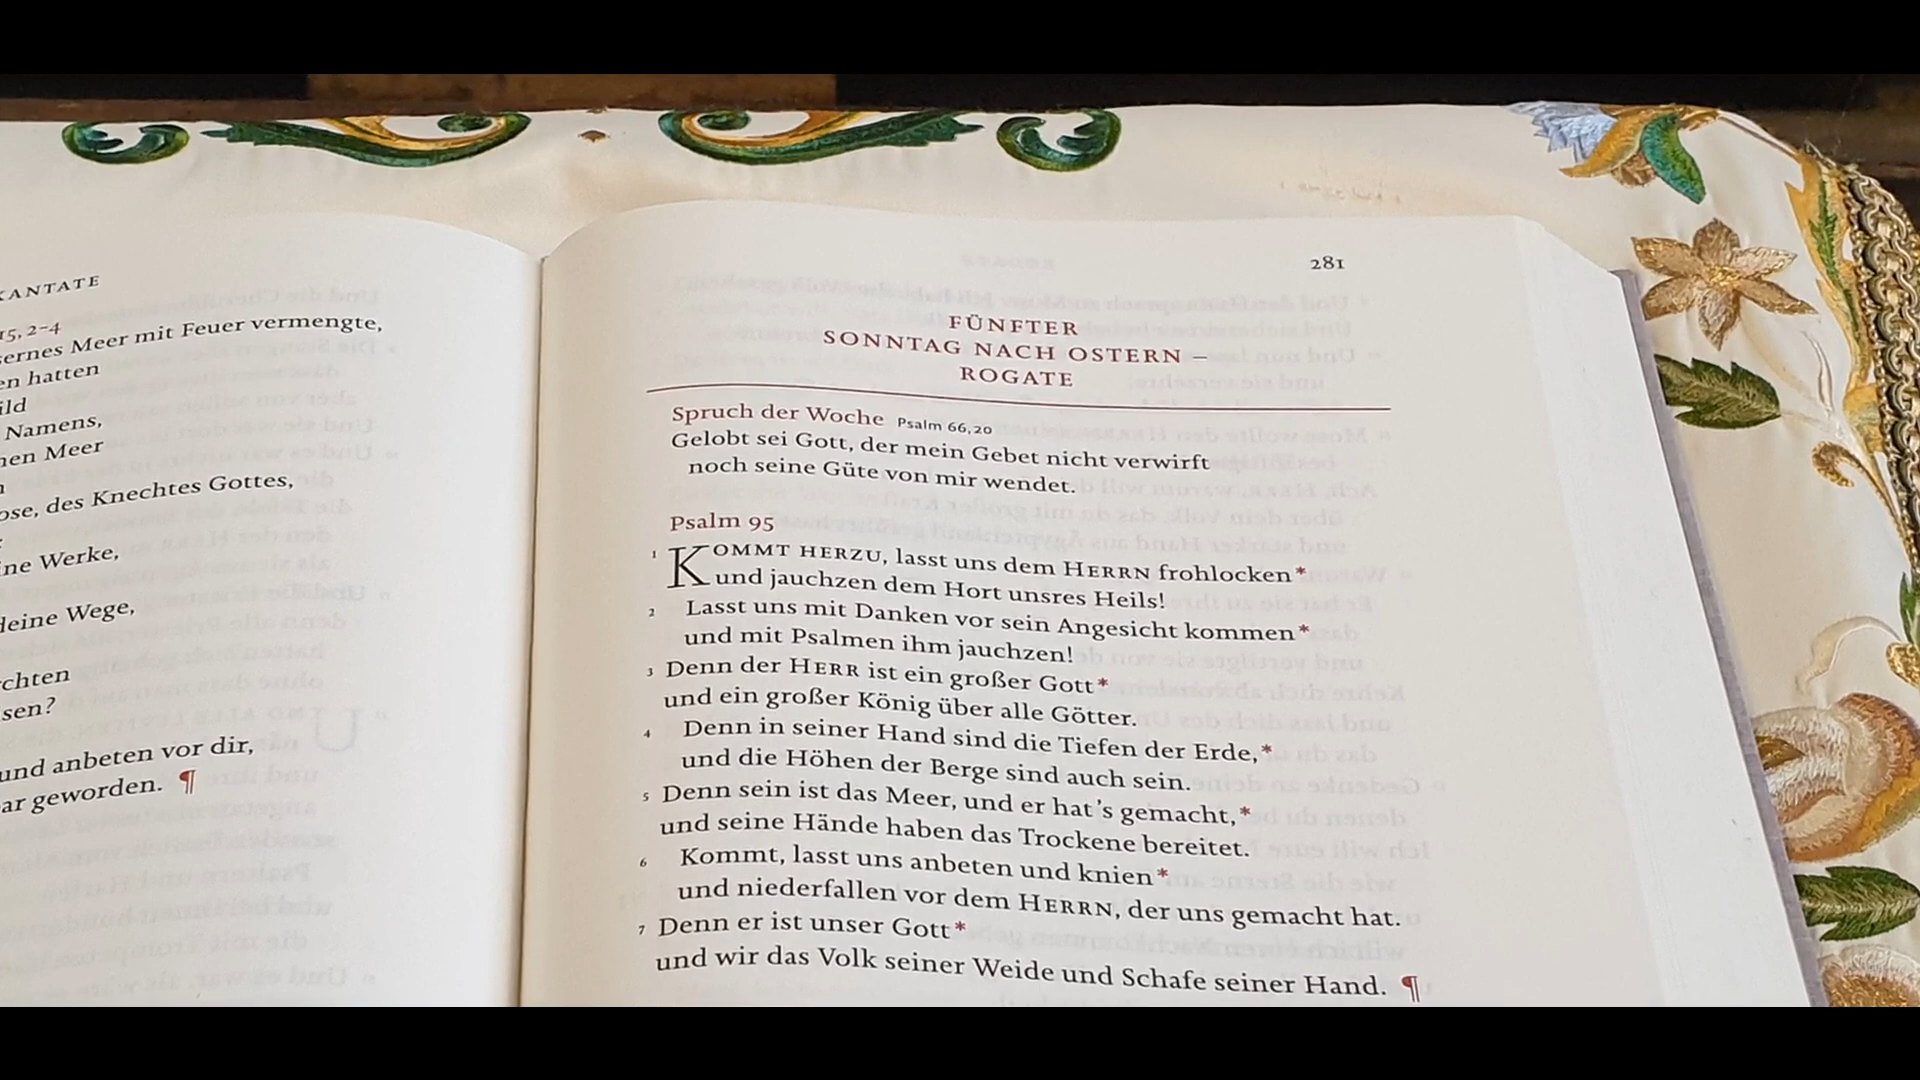 KANTATE
15, 2–4
Meer mit Feuer vermengte,
hatten
Namens,
Meer
des Knechtes Gottes,
Werke,
deine Wege,
sen?
und anbeten vor dir,
geworden. ¶
281
FÜNFTER
SONNTAG NACH OSTERN –
ROGATE
Spruch der Woche Psalm 66,20
Gelobt sei Gott, der mein Gebet nicht verwirft
noch seine Güte von mir wendet.
Psalm 95
1 KOMMT HERZU, lasst uns dem HERRN frohlocken*
und jauchzen dem Hort unsres Heils!
2 Lasst uns mit Danken vor sein Angesicht kommen*
und mit Psalmen ihm jauchzen!
3 Denn der HERR ist ein großer Gott*
und ein großer König über alle Götter.
4 Denn in seiner Hand sind die Tiefen der Erde,*
und die Höhen der Berge sind auch sein.
5 Denn sein ist das Meer, und er hat's gemacht,*
und seine Hände haben das Trockene bereitet.
6 Kommt, lasst uns anbeten und knien*
und niederfallen vor dem HERRN, der uns gemacht hat.
7 Denn er ist unser Gott*
und wir das Volk seiner Weide und Schafe seiner Hand. ¶